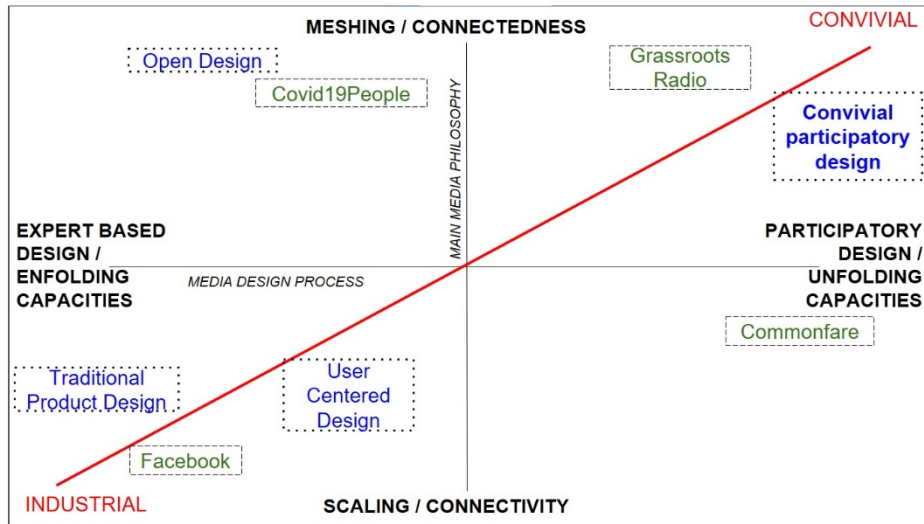 MESHING / CONNECTEDNESS
CONVIVIAL
Open Design
Covid19People
Grassroots
Radio
Convivial
participatory
design
MAIN MEDIA PHILOSOPHY
EXPERT BASED
DESIGN /
ENFOLDING
CAPACITIES
MEDIA DESIGN PROCESS
PARTICIPATORY
DESIGN /
UNFOLDING
CAPACITIES
Commonfare
Traditional
Product Design
User
Centered
Design
Facebook
INDUSTRIAL
SCALING / CONNECTIVITY